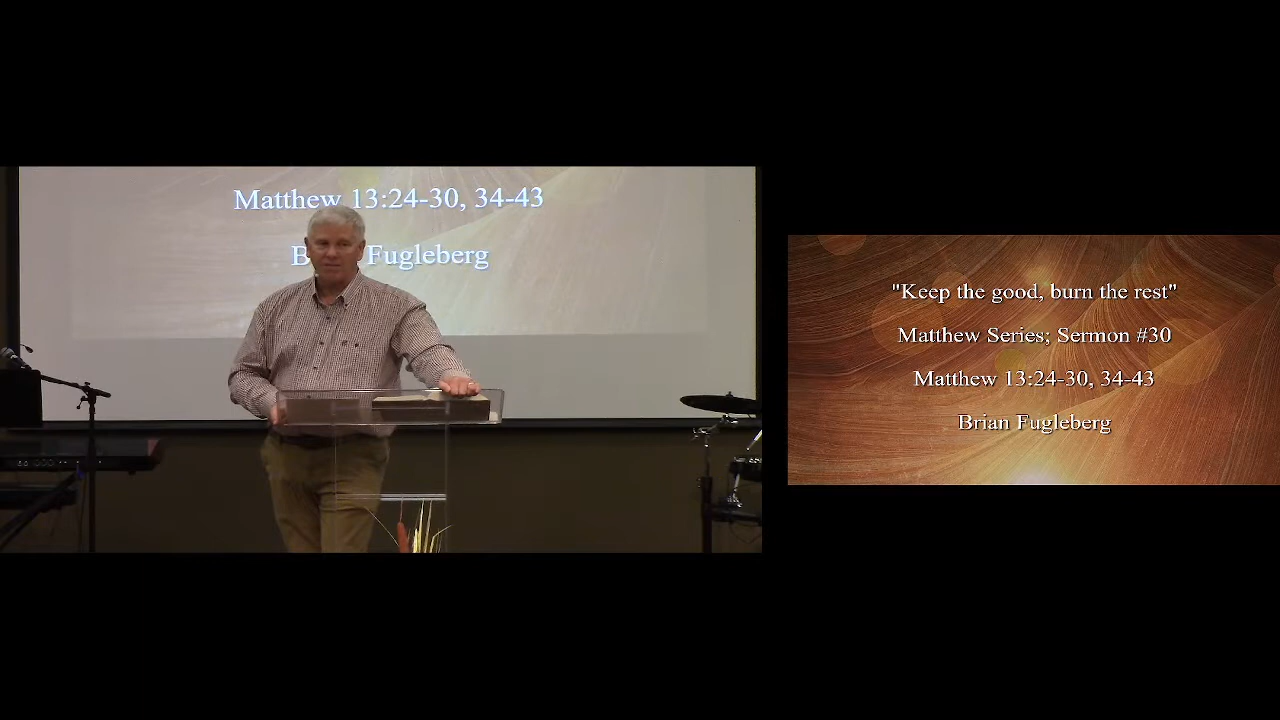 Matthew 13:24-30, 34-43
B Fugleberg
"Keep the good, burn the rest"
Matthew Series; Sermon #30
Matthew 13:24-30, 34-43
Brian Fugleberg